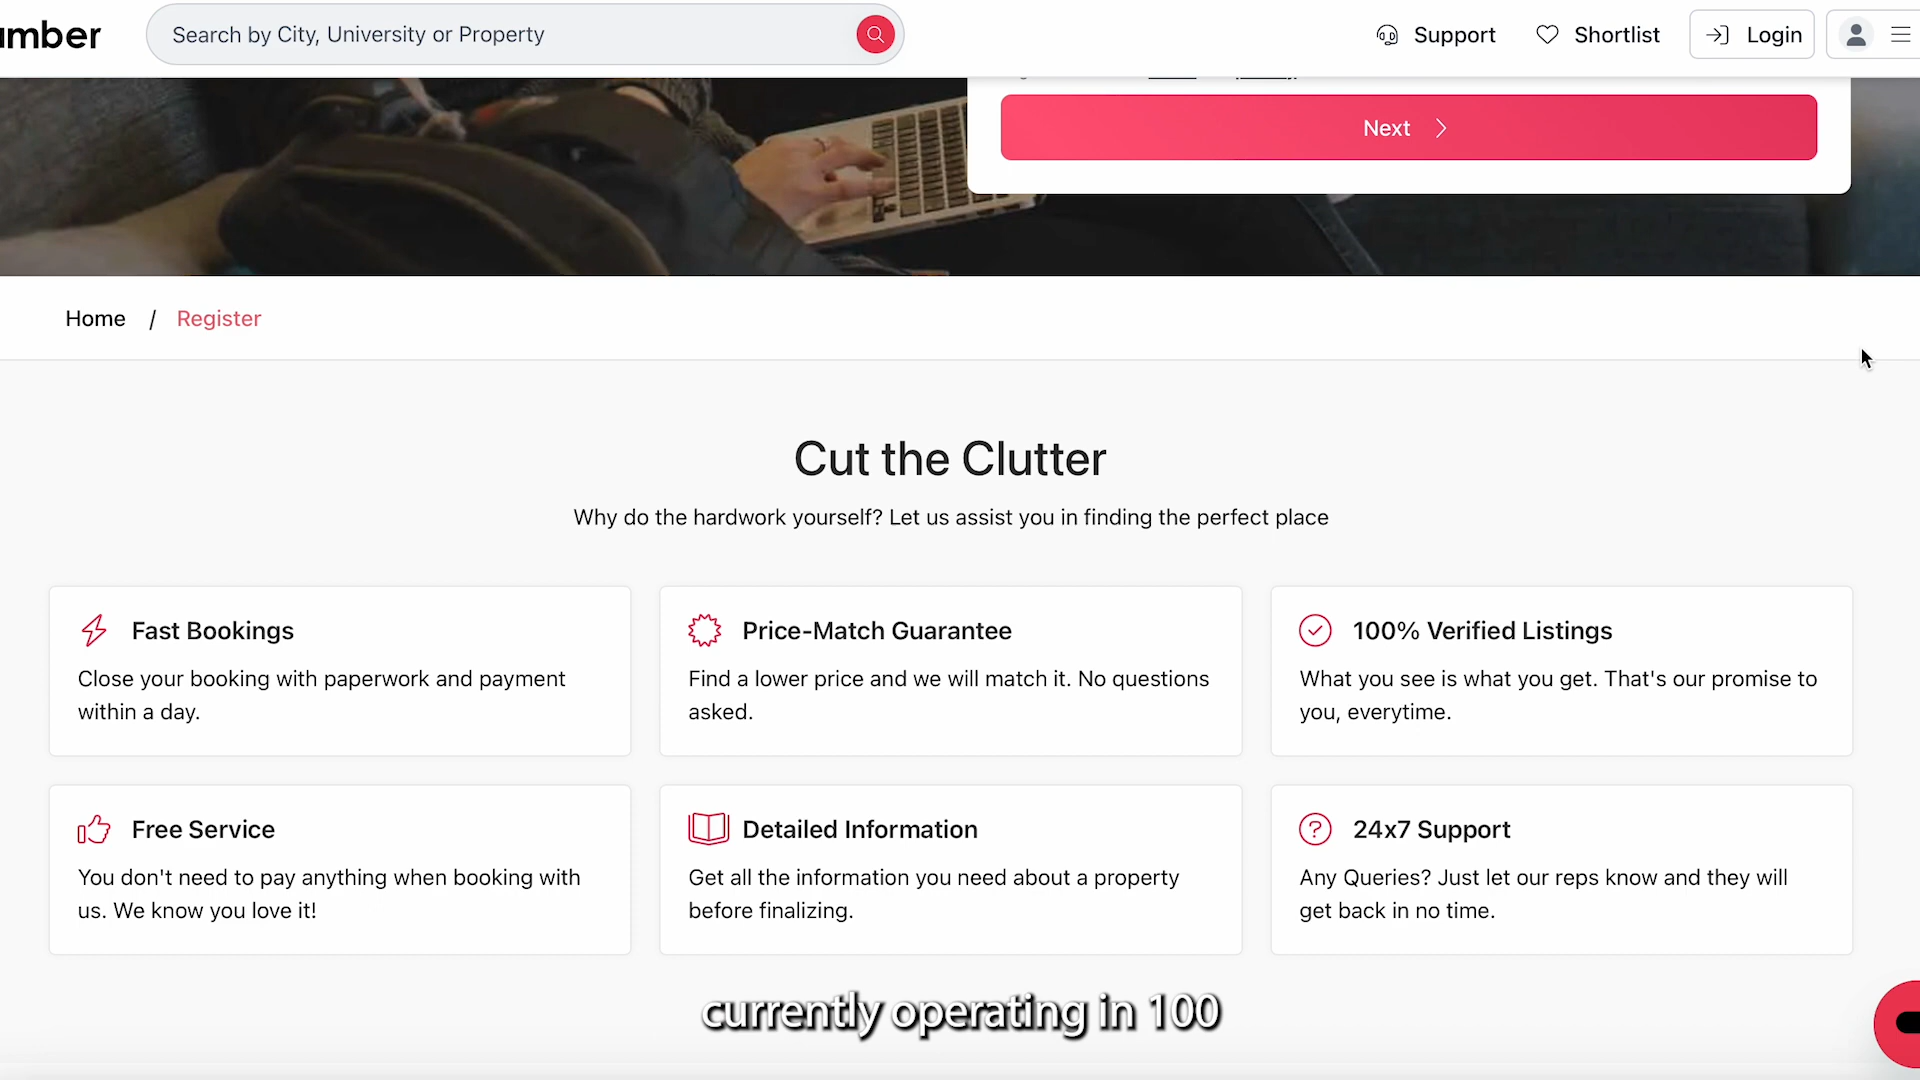 mber
Search by City, University or Property
Support
Shortlist
Login
Next
Home / Register
Cut the Clutter
Why do the hardwork yourself? Let us assist you in finding the perfect place
Fast Bookings
Close your booking with paperwork and payment
within a day.
Price-Match Guarantee
Find a lower price and we will match it. No questions
asked.
100% Verified Listings
What you see is what you get. That's our promise to
you, everytime.
Free Service
You don't need to pay anything when booking with
us. We know you love it!
Detailed Information
Get all the information you need about a property
before finalizing.
24x7 Support
Any Queries? Just let our reps know and they will
get back in no time.
currently operating in 100